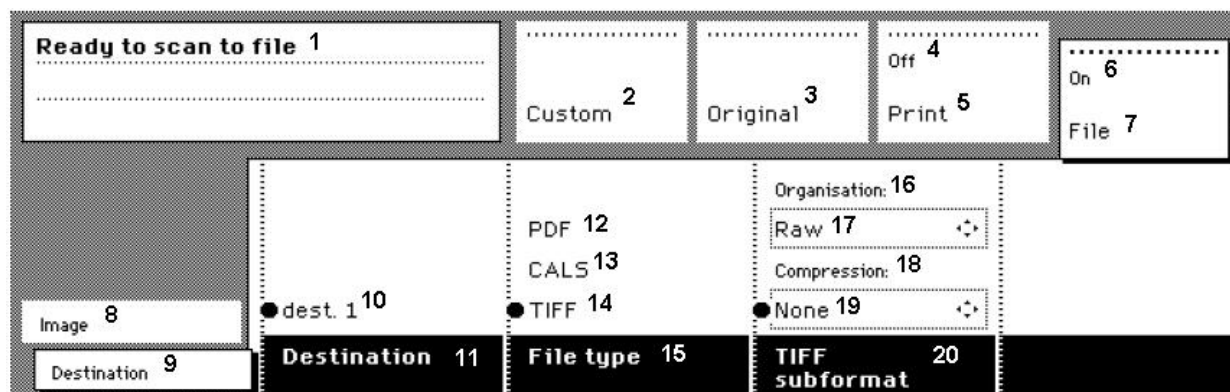 Ready to scan to file 1
Custom 2
Original 3
Off 4
Print 5
On 6
File 7
Image 8
Destination 9
dest. 1 10
Destination 11
PDF 12
CALS 13
TIFF 14
File type 15
Organisation: 16
Raw 17
Compression: 18
None 19
TIFF 20
subformat